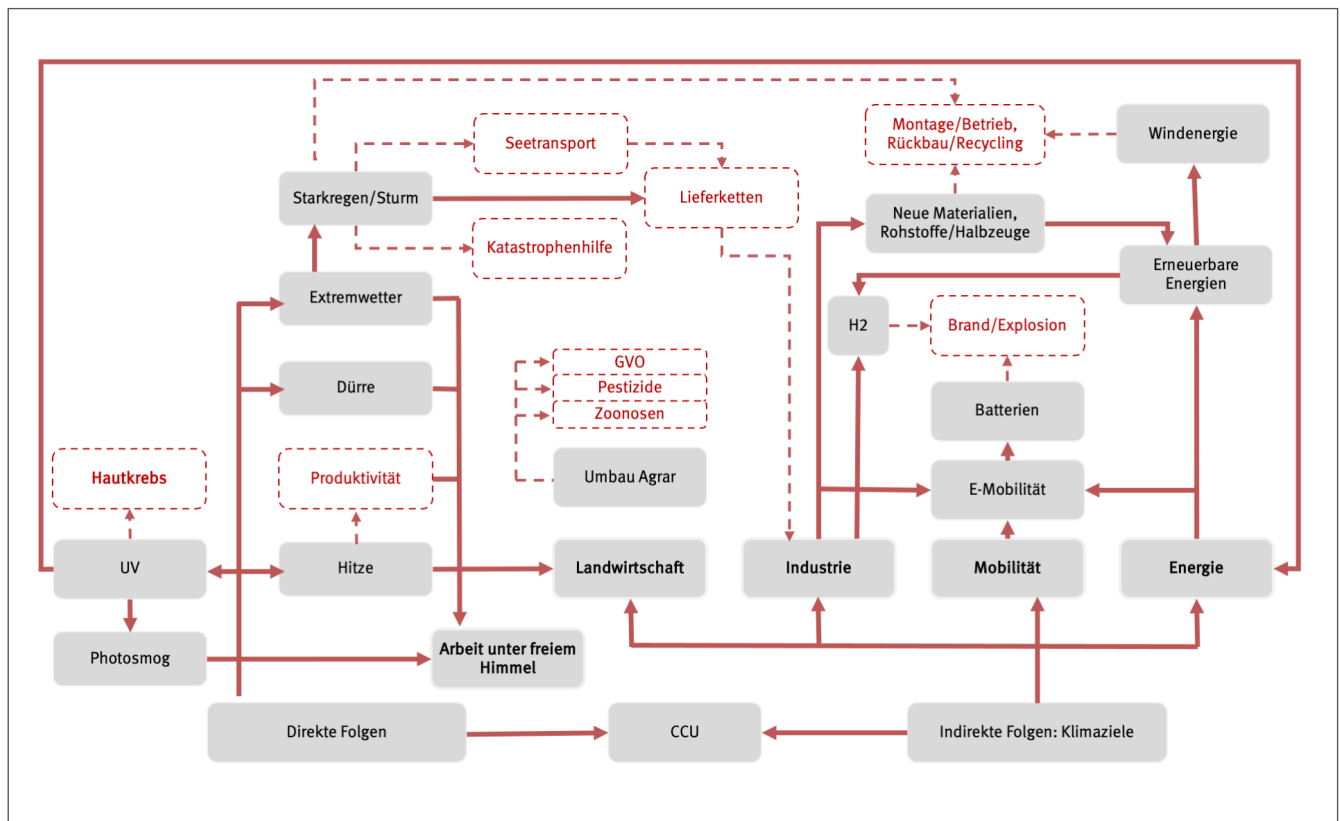 Montage/Betrieb,
Rückbau/Recycling
Windenergie
Seetransport
Starkregen/Sturm
Lieferketten
Neue Materialien,
Rohstoffe/Halbzeuge
Katastrophenhilfe
Erneuerbare
Energien
Extremwetter
H2
Brand/Explosion
GVO
Pestizide
Zoonosen
Dürre
Batterien
Hautkrebs
Produktivität
Umbau Agrar
E-Mobilität
UV
Hitze
Landwirtschaft
Industrie
Mobilität
Energie
Photosmog
Arbeit unter freiem
Himmel
Direkte Folgen
CCU
Indirekte Folgen: Klimaziele